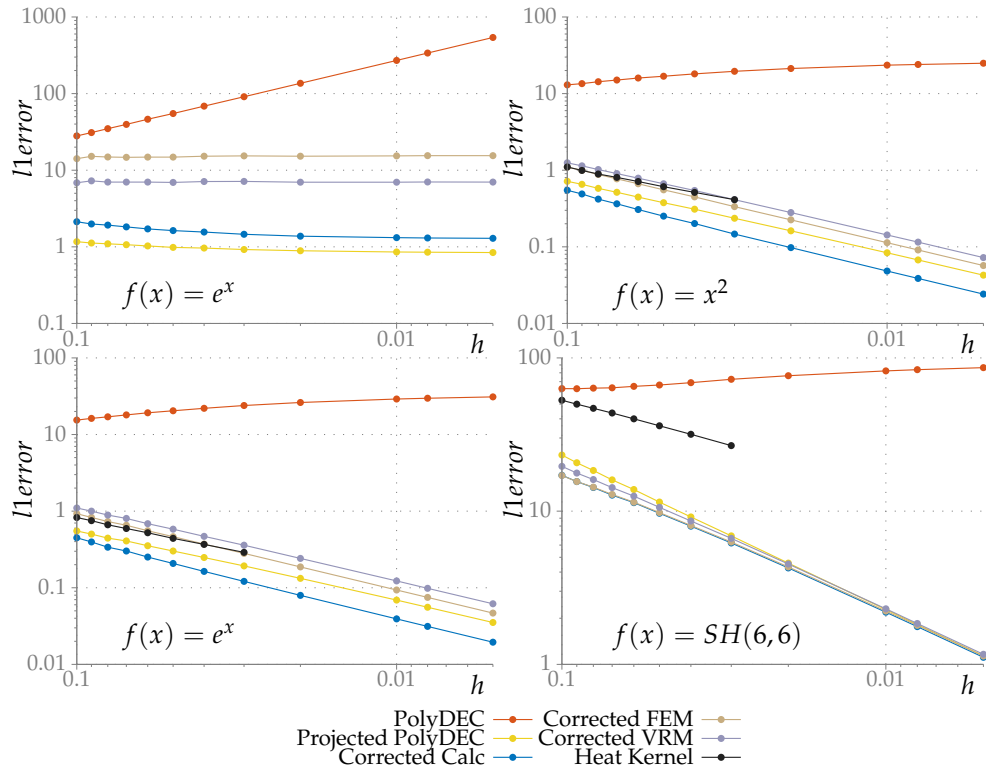 1000
100
10
1
0.1
l1error
f(x) = e^x
0.1
0.01
h
100
10
1
0.1
0.01
l1error
f(x) = x^2
0.1
0.01
h
100
10
1
0.1
0.01
l1error
f(x) = e^x
0.1
0.01
h
100
10
1
l1error
f(x) = SH(6,6)
0.1
0.01
h
PolyDEC
Corrected FEM
Projected PolyDEC
Corrected VRM
Corrected Calc
Heat Kernel